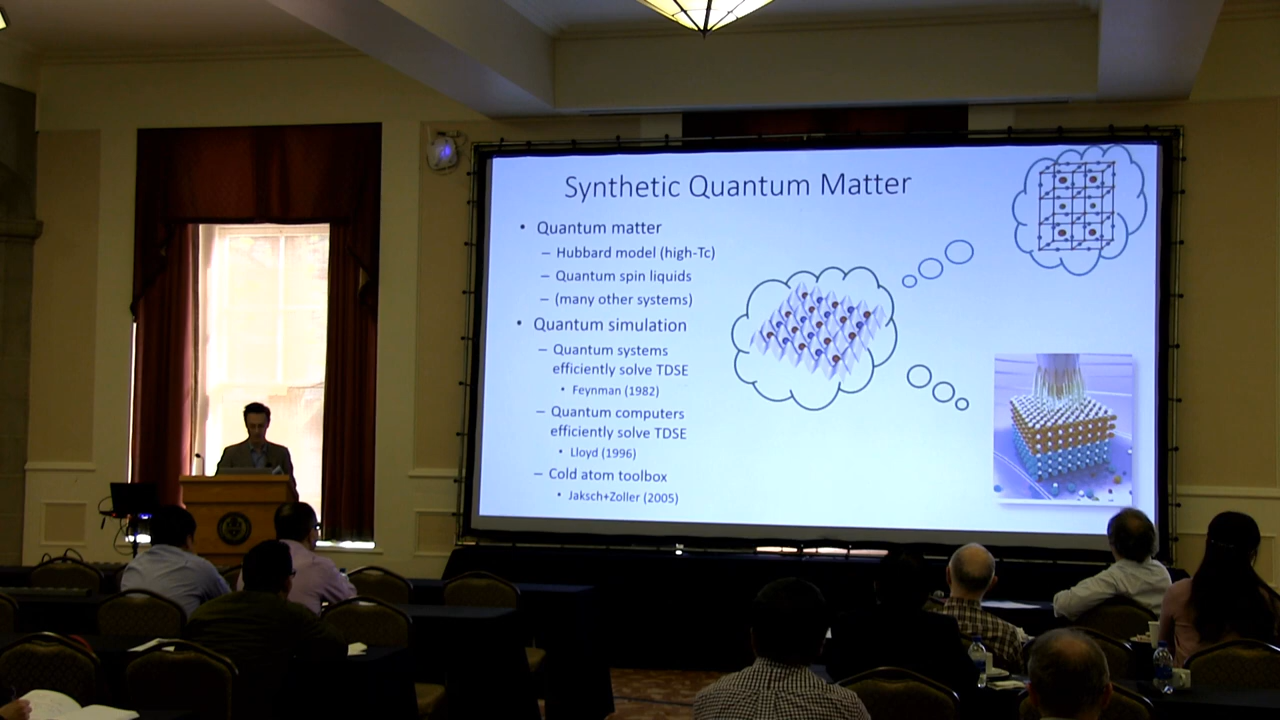 Synthetic Quantum Matter
• Quantum matter
– Hubbard model (high-Tc)
– Quantum spin liquids
– (many other systems)
• Quantum simulation
– Quantum systems
efficiently solve TDSE
• Feynman (1982)
– Quantum computers
efficiently solve TDSE
• Lloyd (1996)
– Cold atom toolbox
• Jaksch+Zoller (2005)